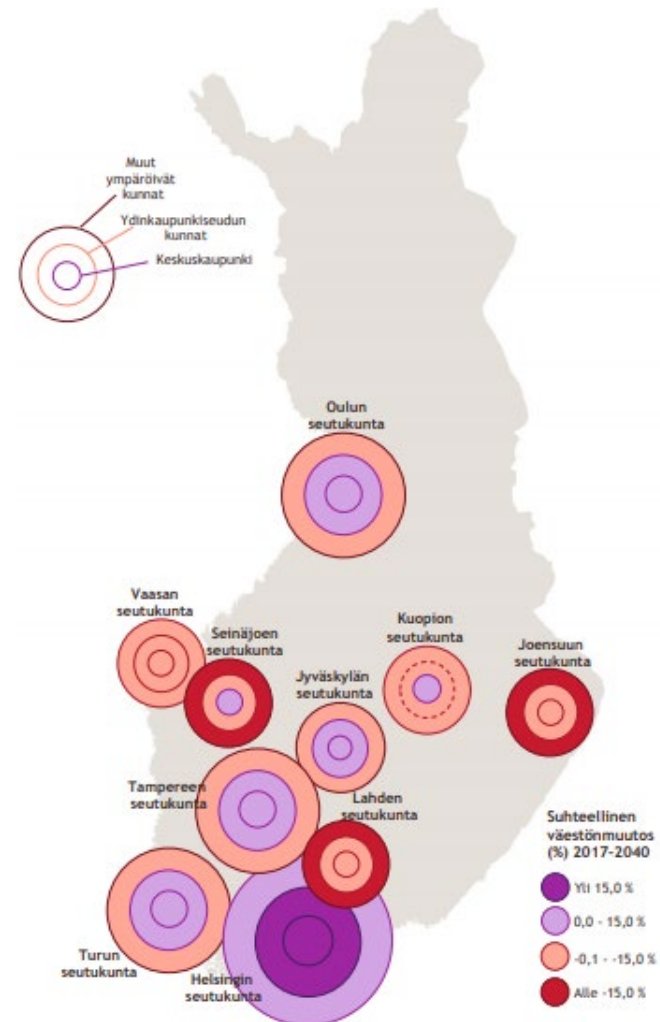 Muut
ympäröivät
kunnat
Ydinkaupunkiseudun
kunnat
Keskuskaupunki
Oulun
seutukunta
Vaasan
seutukunta
Seinäjoen
seutukunta
Kuopion
seutukunta
Joensuun
seutukunta
Jyväskylän
seutukunta
Tampereen
seutukunta
Lahden
seutukunta
Turun
seutukunta
Helsingin
seutukunta
Suhteellinen
väestönmuutos
(%) 2017-2040
Yli 15,0 %
0,0 - 15,0 %
-0,1 - -15,0 %
Alle -15,0 %